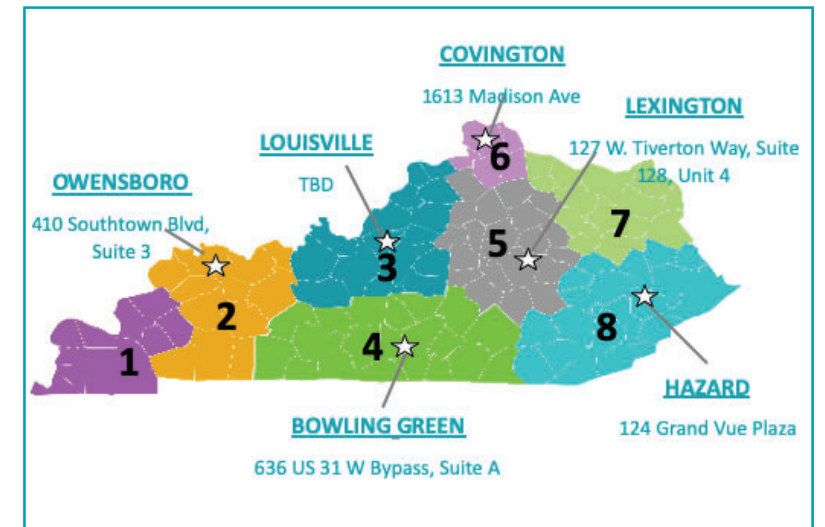 COVINGTON
1613 Madison Ave
LEXINGTON
127 W. Tiverton Way, Suite
128, Unit 4
LOUISVILLE
TBD
OWENSBORO
410 Southtown Blvd,
Suite 3
6
7
5
3
2
4
8
1
HAZARD
124 Grand Vue Plaza
BOWLING GREEN
636 US 31 W Bypass, Suite A